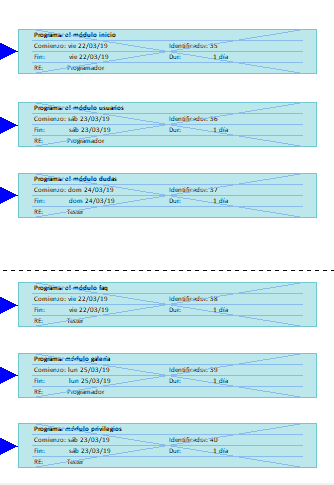 Programar el módulo inicio
Comienzo: vie 22/03/19 Identificador: 35
Fin: vie 22/03/19 Dur: 1 día
RE: Programador
Programar el módulo usuarios
Comienzo: sáb 23/03/19 Identificador: 36
Fin: sáb 23/03/19 Dur: 1 día
RE: Programador
Programar el módulo dudas
Comienzo: dom 24/03/19 Identificador: 37
Fin: dom 24/03/19 Dur: 1 día
RE: Tester
Programar el módulo faq
Comienzo: vie 22/03/19 Identificador: 38
Fin: vie 22/03/19 Dur: 1 día
RE: Tester
Programar módulo galería
Comienzo: lun 25/03/19 Identificador: 39
Fin: lun 25/03/19 Dur: 1 día
RE: Programador
Programar módulo privilegios
Comienzo: sáb 23/03/19 Identificador: 40
Fin: sáb 23/03/19 Dur: 1 día
RE: Tester